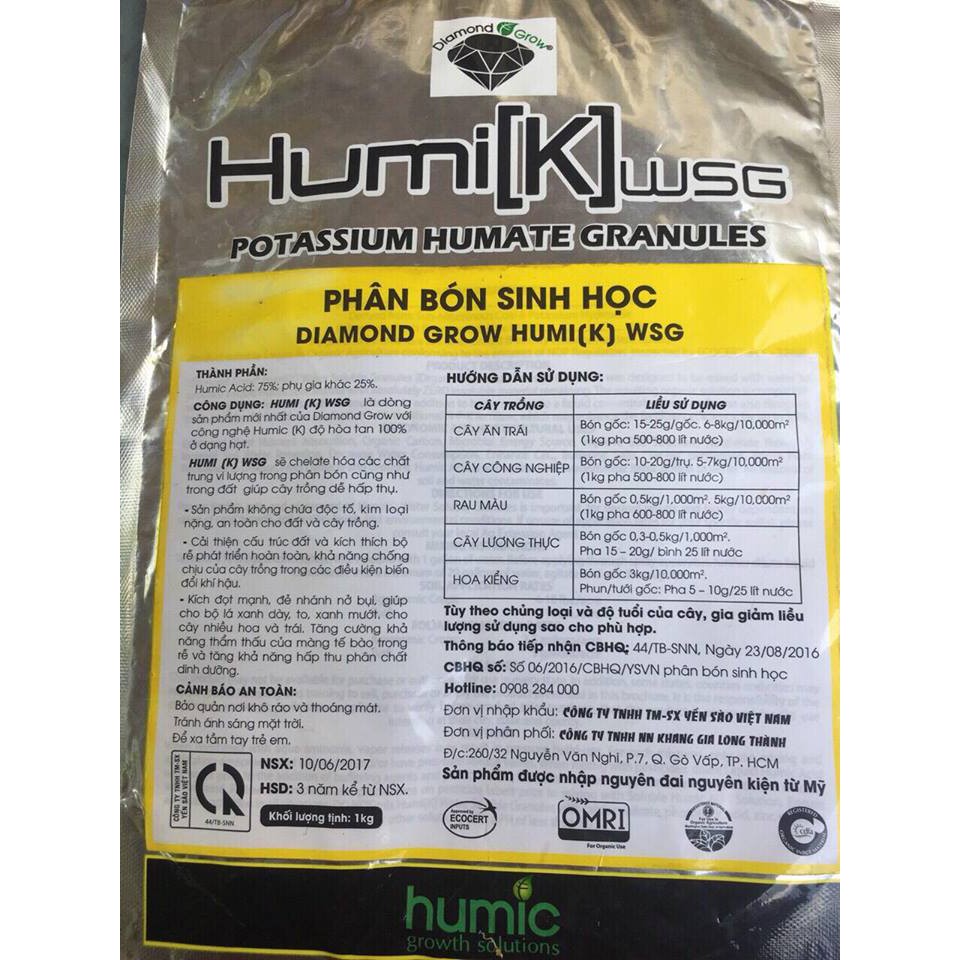 Diamond Grow®
Humi[K] WSG
POTASSIUM HUMATE GRANULES
PHÂN BÓN SINH HỌC
DIAMOND GROW HUMI(K) WSG
THÀNH PHẦN:
Humic Acid: 75%; phụ gia khác 25%.
CÔNG DỤNG: HUMI (K) WSG là dòng
sản phẩm mới nhất của Diamond Grow với
công nghệ Humic (K) độ hòa tan 100%
ở dạng hạt.
HUMI (K) WSG sẽ chelate hóa các chất
trung vi lượng trong phân bón cũng như
trong đất giúp cây trồng dễ hấp thụ.
- Sản phẩm không chứa độc tố, kim loại
nặng, an toàn cho đất và cây trồng.
- Cải thiện cấu trúc đất và kích thích bộ
rễ phát triển hoàn toàn, khả năng chống
chịu của cây trồng trong các điều kiện biến
đổi khí hậu.
- Kích đọt mạnh, đẻ nhánh nở bụi, giúp
cho bộ lá xanh dày, to, xanh mướt, cho
cây nhiều hoa và trái. Tăng cường khả
năng thẩm thấu của màng tế bào trong
rễ và tăng khả năng hấp thu phân chất
dinh dưỡng.
CẢNH BÁO AN TOÀN:
Bảo quản nơi khô ráo và thoáng mát.
Tránh ánh sáng mặt trời.
Để xa tầm tay trẻ em.
CÔNG TY TNHH TM-SX
YẾN SÀO VIỆT NAM
44/TB-SNN
NSX: 10/06/2017
HSD: 3 năm kể từ NSX.
Khối lượng tịnh: 1kg
HƯỚNG DẪN SỬ DỤNG:
CÂY TRỒNG LIỀU SỬ DỤNG
CÂY ĂN TRÁI Bón gốc: 15-25g/gốc. 6-8kg/10,000m²
(1kg pha 500-800 lít nước)
CÂY CÔNG NGHIỆP Bón gốc: 10-20g/trụ. 5-7kg/10,000m²
(1kg pha 500-800 lít nước)
RAU MÀU Bón gốc 0,5kg/1,000m². 5kg/10,000m²
(1kg pha 600-800 lít nước)
CÂY LƯƠNG THỰC Bón gốc: 0,3-0,5kg/1,000m².
Pha 15 – 20g/ bình 25 lít nước
HOA KIỂNG Bón gốc 3kg/10,000m².
Phun/tưới gốc: Pha 5 – 10g/25 lít nước
Tùy theo chủng loại và độ tuổi của cây, gia giảm liều
lượng sử dụng sao cho phù hợp.
Thông báo tiếp nhận CBHQ: 44/TB-SNN, Ngày 23/08/2016
CBHQ số: Số 06/2016/CBHQ/YSVN phân bón sinh học
Hotline: 0908 284 000
Đơn vị nhập khẩu: CÔNG TY TNHH TM-SX YẾN SÀO VIỆT NAM
Đơn vị phân phối: CÔNG TY TNHH NN KHANG GIA LONG THÀNH
Đ/c:260/32 Nguyễn Văn Nghi, P.7, Q. Gò Vấp, TP. HCM
Sản phẩm được nhập nguyên đai nguyên kiện từ Mỹ
Approved by
ECOCERT
INPUTS
OMRI
For Organic Use
For Use in
Organic Agriculture
REGISTERED
cdfa
humic
growth solutions